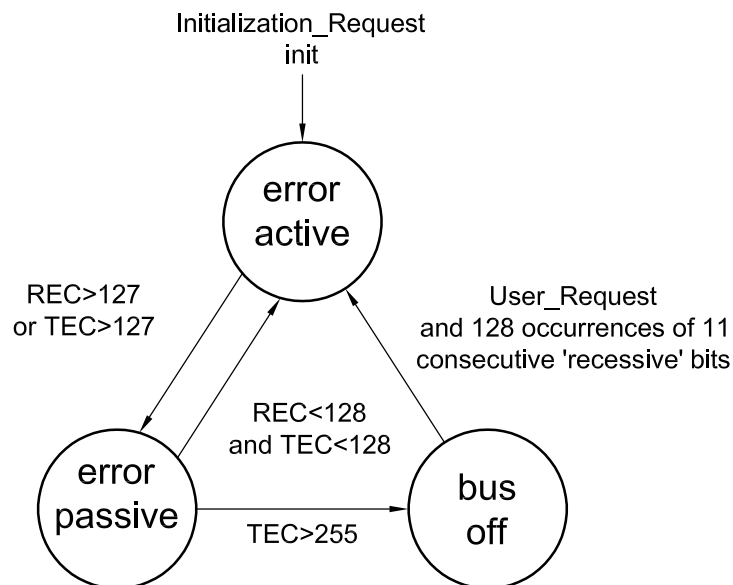 Initialization_Request
init
error
active
REC>127
or TEC>127
User_Request
and 128 occurrences of 11
consecutive 'recessive' bits
REC<128
and TEC<128
error
passive
bus
off
TEC>255